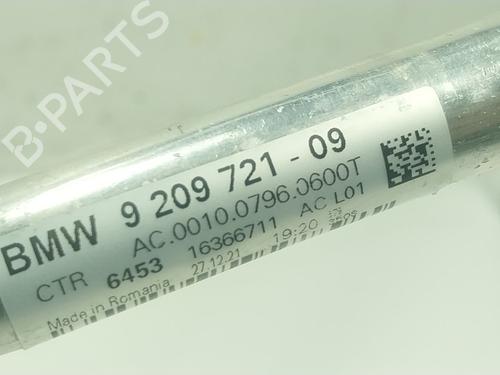 B-PARTS
BMW 9 209 721 - 09
AC.0010.0796.0600T
CTR 6453 16366711 AC L01
Made in Romania 27.12.21 19:20